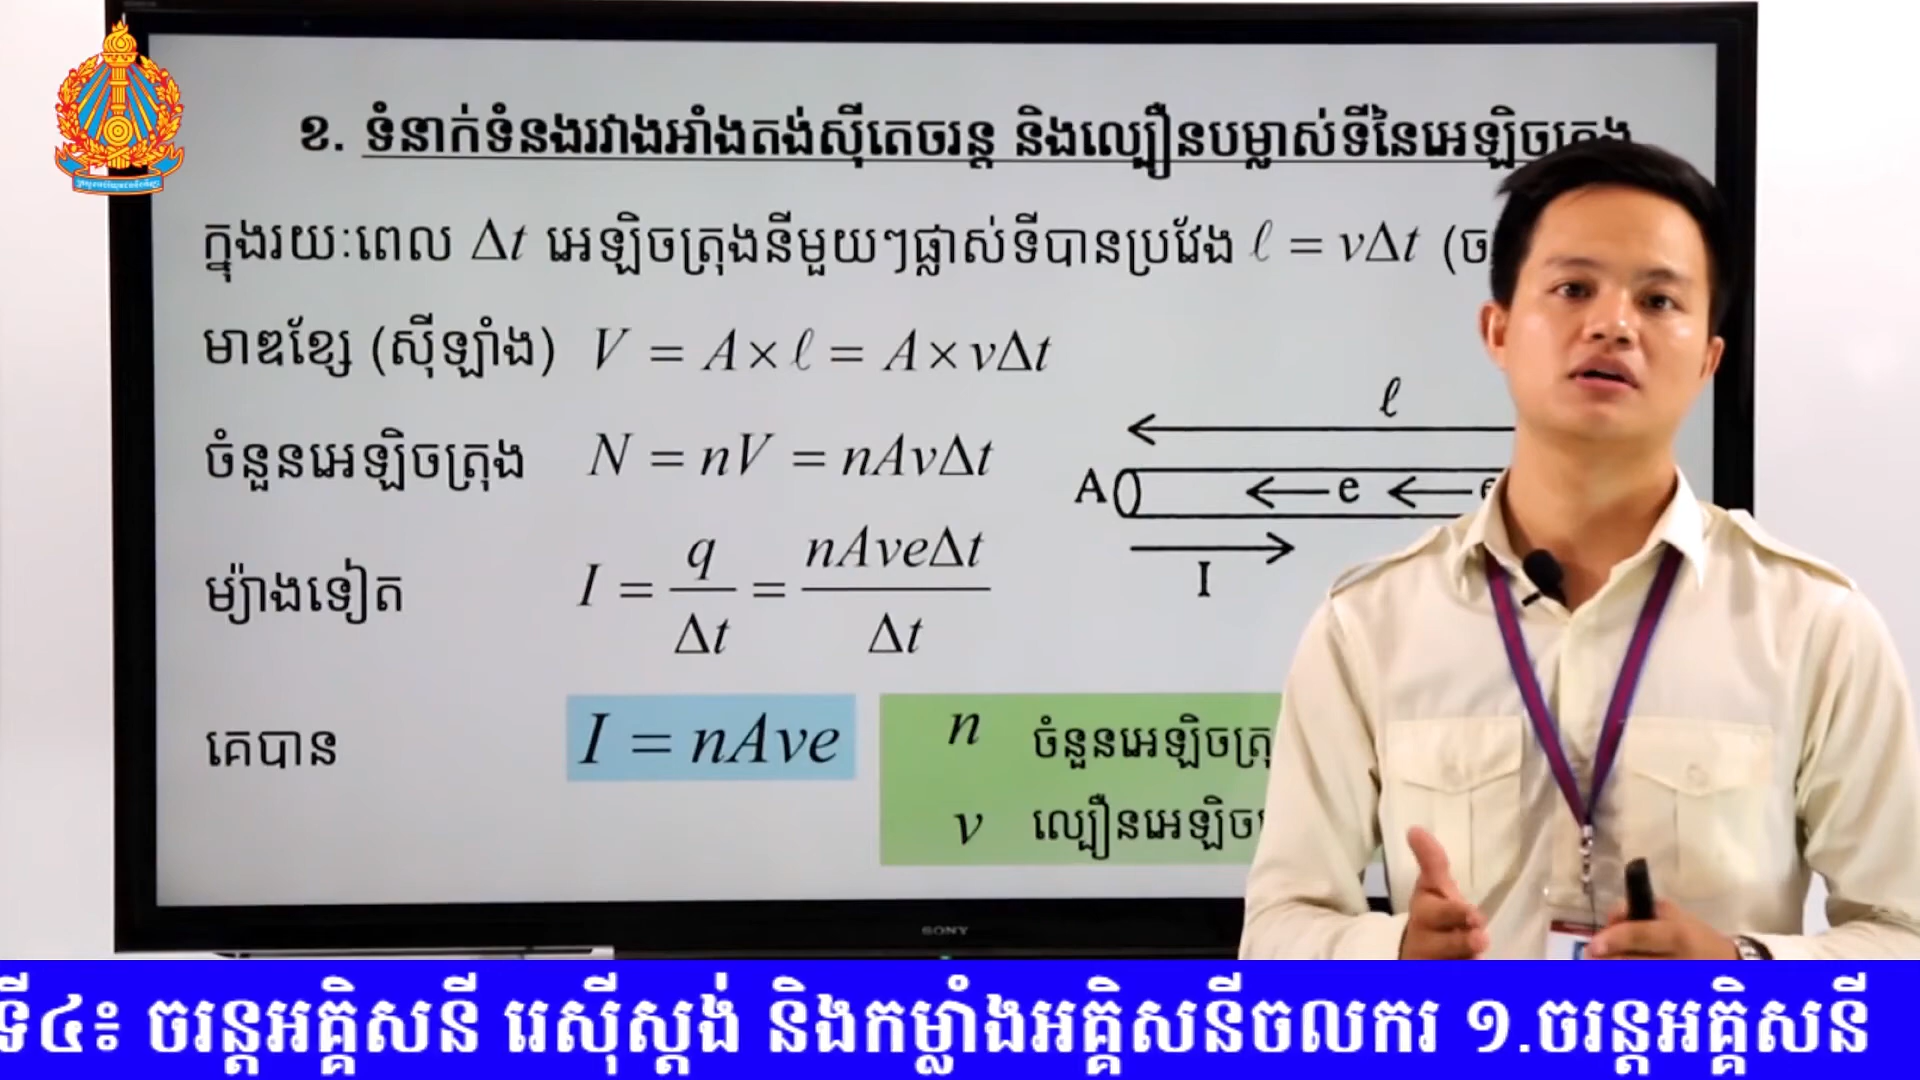 ខ. ទំនាក់ទំនងរវាងអាំងតង់ស៊ីតេចរន្ត និងល្បឿនបម្លាស់ទីនៃអេឡិចត្រុង
ក្នុងរយៈពេល Δt អេឡិចត្រុងនីមួយៗផ្លាស់ទីបានប្រវែង ℓ = vΔt (ច
មាឌខ្សែ (ស៊ីឡាំង) V = A × ℓ = A × vΔt
ℓ
ចំនួនអេឡិចត្រុង N = nV = nAvΔt
A e e
ម៉្យាងទៀត I = q/Δt = nAveΔt/Δt
I
គេបាន I = nAve
n ចំនួនអេឡិចត្រុ
v ល្បឿនអេឡិច
SONY
ទី៤៖ ចរន្តអគ្គិសនី រេស៊ីស្តង់ និងកម្លាំងអគ្គិសនីចលករ ១.ចរន្តអគ្គិសនី